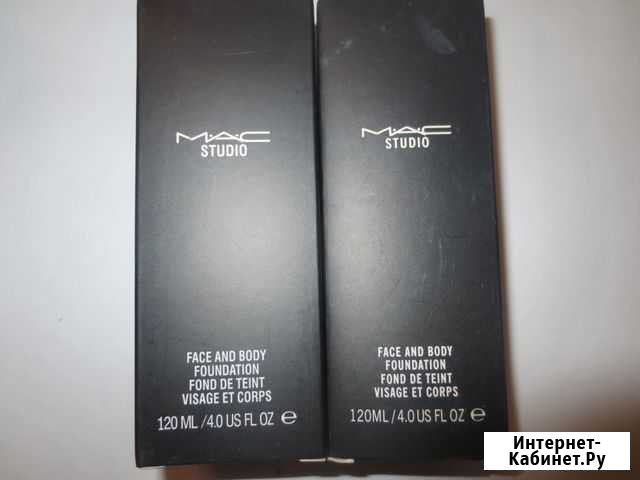 M·A·C
STUDIO
FACE AND BODY
FOUNDATION
FOND DE TEINT
VISAGE ET CORPS
120 ML /4.0 US FL OZ e
M·A·C
STUDIO
FACE AND BODY
FOUNDATION
FOND DE TEINT
VISAGE ET CORPS
120ML /4.0 US FL OZ e
Интернет-
Кабинет.Ру